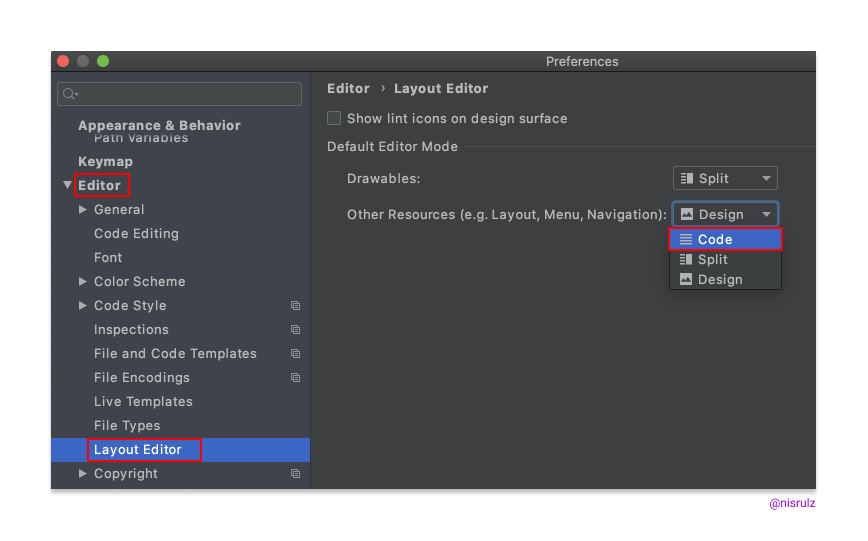 Preferences
Appearance & Behavior
Path Variables
Keymap
Editor
General
Code Editing
Font
Color Scheme
Code Style
Inspections
File and Code Templates
File Encodings
Live Templates
File Types
Layout Editor
Copyright
Editor › Layout Editor
Show lint icons on design surface
Default Editor Mode
Drawables: Split
Other Resources (e.g. Layout, Menu, Navigation): Design
Code
Split
Design
@nisrulz